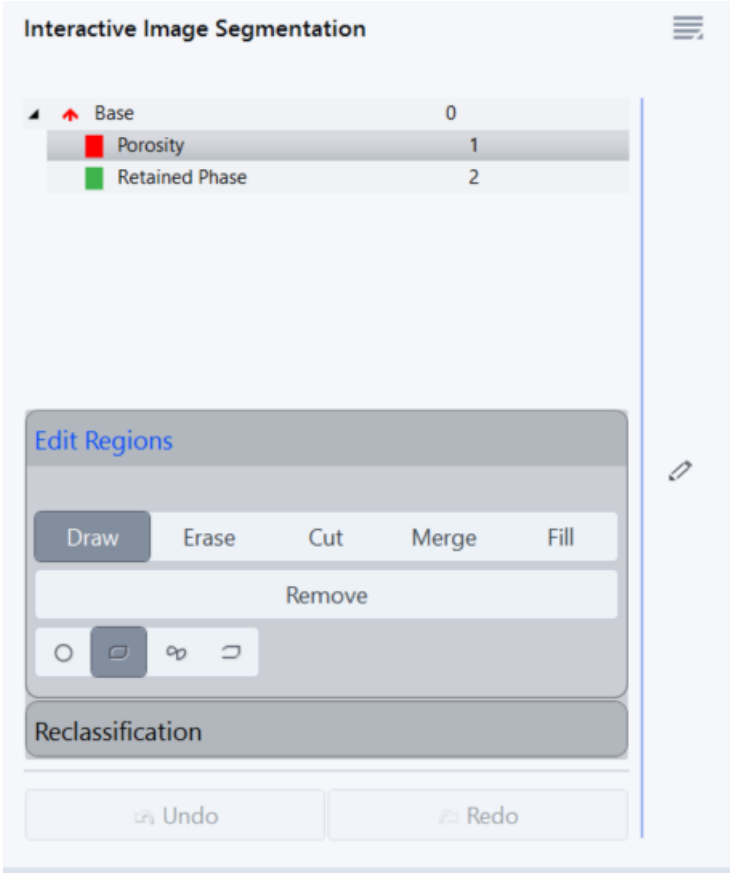 Interactive Image Segmentation
Base 0
Porosity 1
Retained Phase 2
Edit Regions
Draw Erase Cut Merge Fill
Remove
Reclassification
Undo Redo